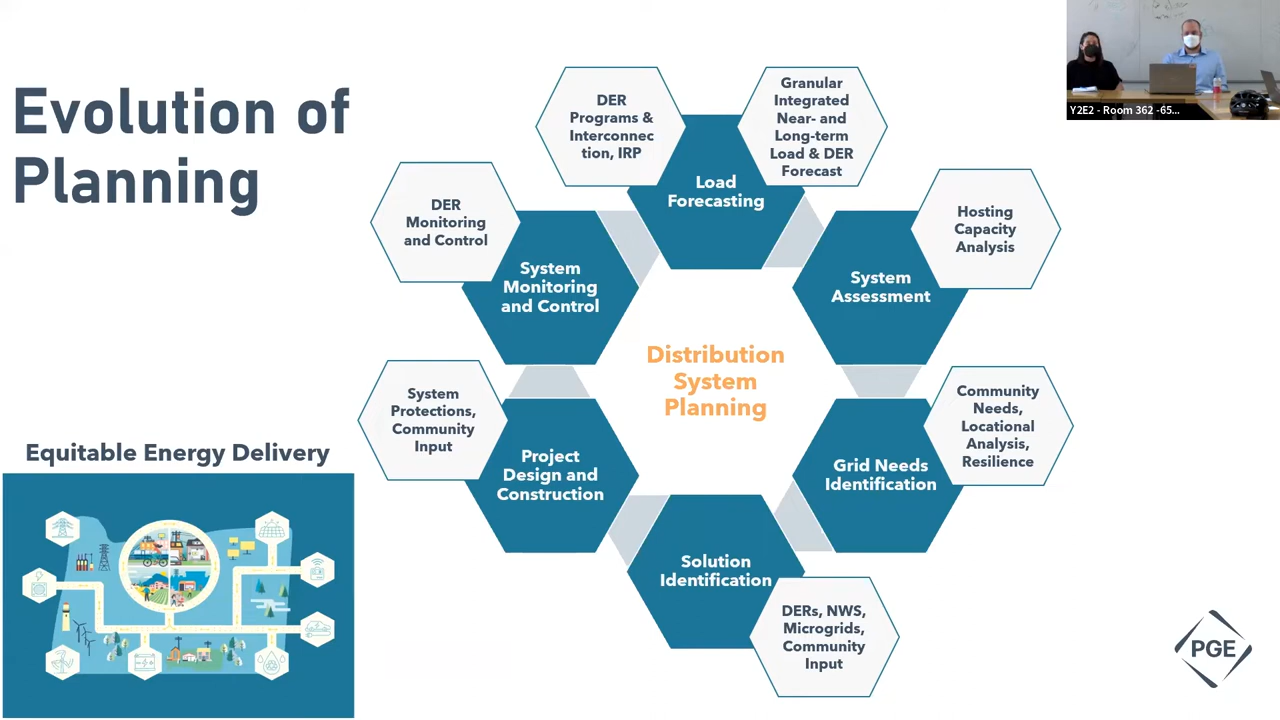 Evolution of
Planning
Y2E2 - Room 362 -65...
DER
Programs &
Interconnec
tion, IRP
Granular
Integrated
Near- and
Long-term
Load & DER
Forecast
Load
Forecasting
DER
Monitoring
and Control
Hosting
Capacity
Analysis
System
Monitoring
and Control
System
Assessment
Distribution
System
Planning
System
Protections,
Community
Input
Community
Needs,
Locational
Analysis,
Resilience
Project
Design and
Construction
Grid Needs
Identification
Solution
Identification
DERs, NWS,
Microgrids,
Community
Input
Equitable Energy Delivery
PGE